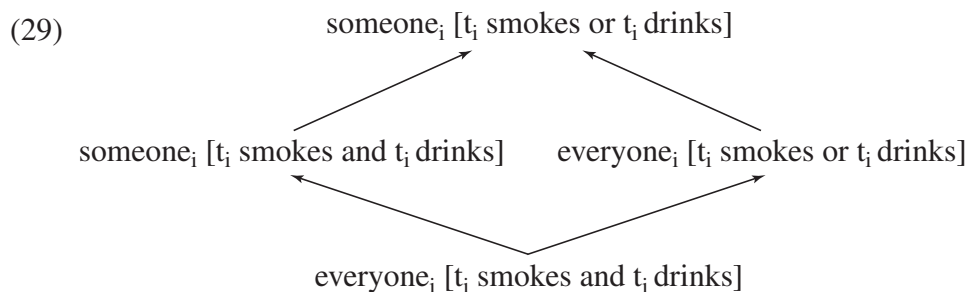 (29) someoneᵢ [tᵢ smokes or tᵢ drinks]
someoneᵢ [tᵢ smokes and tᵢ drinks] everyoneᵢ [tᵢ smokes or tᵢ drinks]
everyoneᵢ [tᵢ smokes and tᵢ drinks]